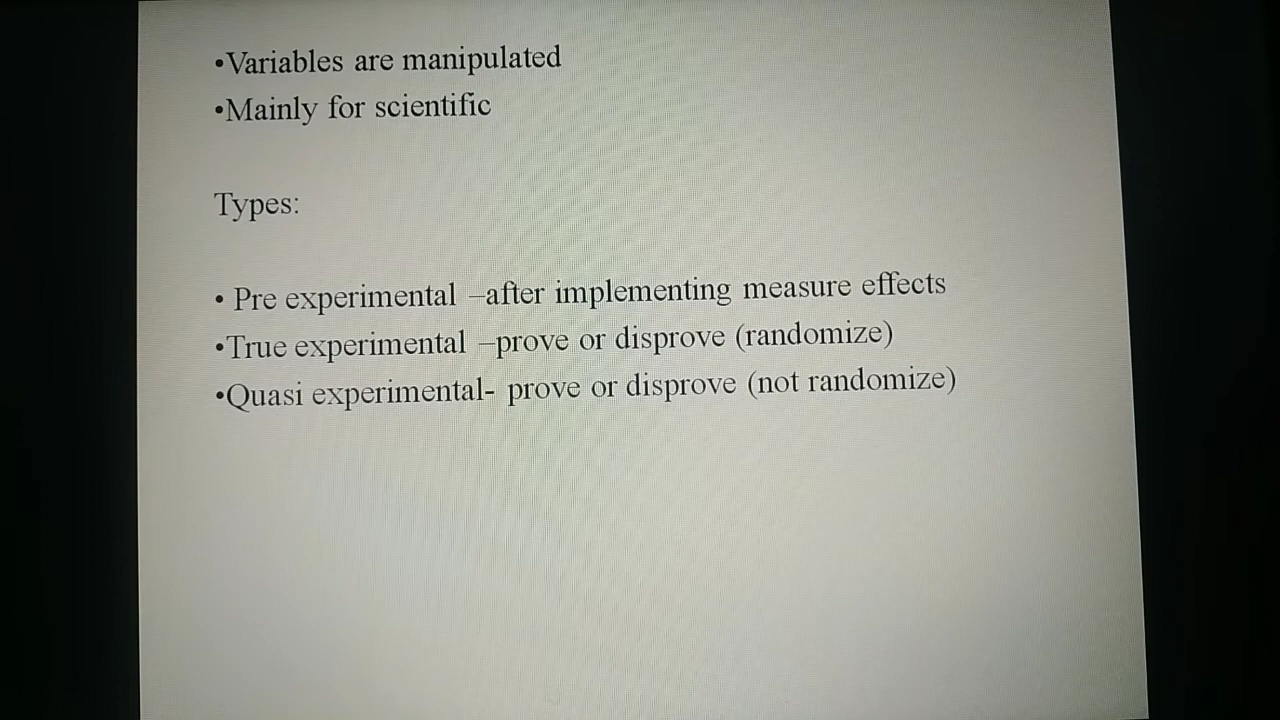 •Variables are manipulated
•Mainly for scientific
Types:
• Pre experimental –after implementing measure effects
•True experimental –prove or disprove (randomize)
•Quasi experimental- prove or disprove (not randomize)